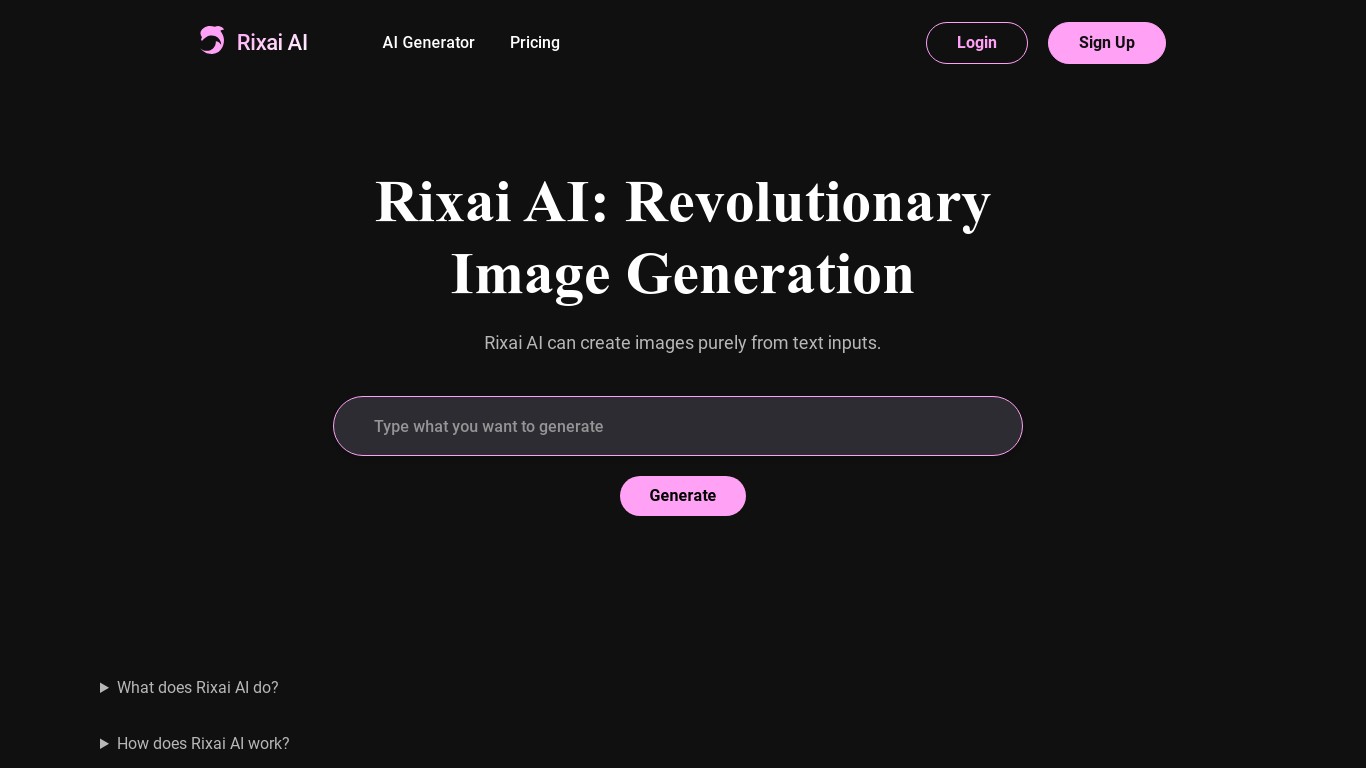 Rixai AI
AI Generator
Pricing
Login
Sign Up
Rixai AI: Revolutionary
Image Generation
Rixai AI can create images purely from text inputs.
Type what you want to generate
Generate
What does Rixai AI do?
How does Rixai AI work?